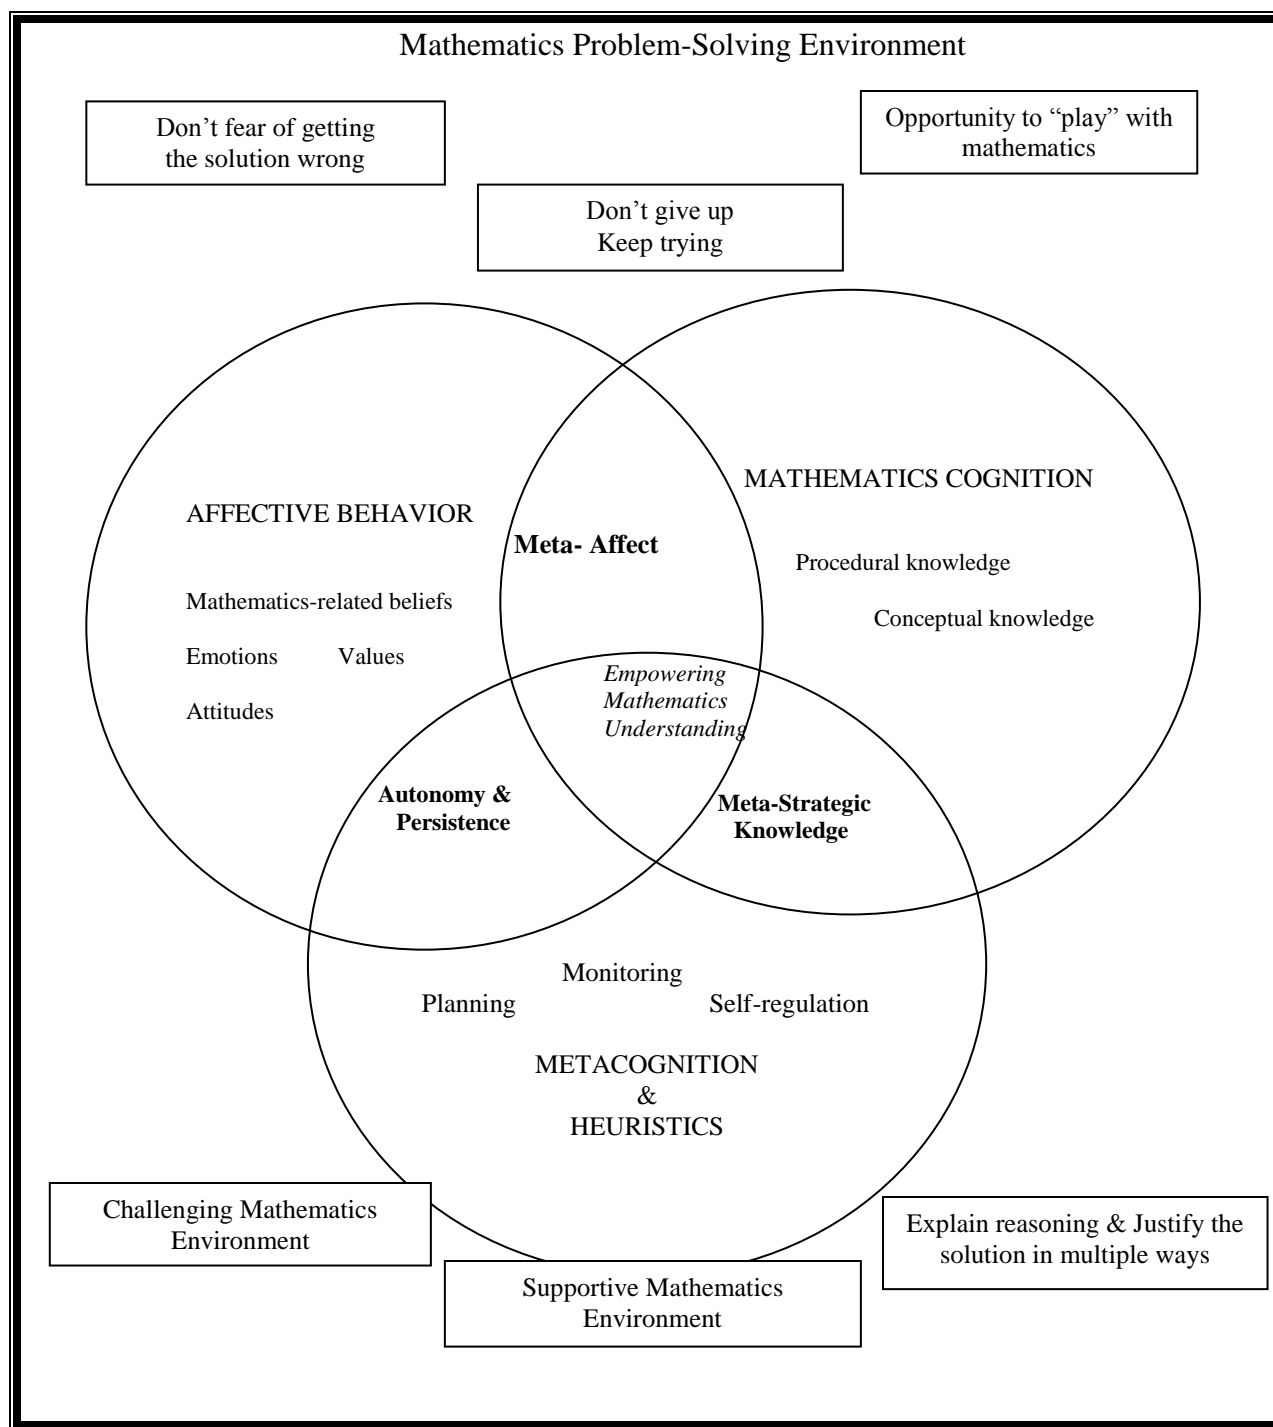 Mathematics Problem-Solving Environment
Don’t fear of getting
the solution wrong
Opportunity to “play” with
mathematics
Don’t give up
Keep trying
AFFECTIVE BEHAVIOR
Mathematics-related beliefs
Emotions Values
Attitudes
Meta- Affect
MATHEMATICS COGNITION
Procedural knowledge
Conceptual knowledge
Empowering
Mathematics
Understanding
Autonomy &
Persistence
Meta-Strategic
Knowledge
Monitoring
Planning
Self-regulation
METACOGNITION
&
HEURISTICS
Challenging Mathematics
Environment
Supportive Mathematics
Environment
Explain reasoning & Justify the
solution in multiple ways